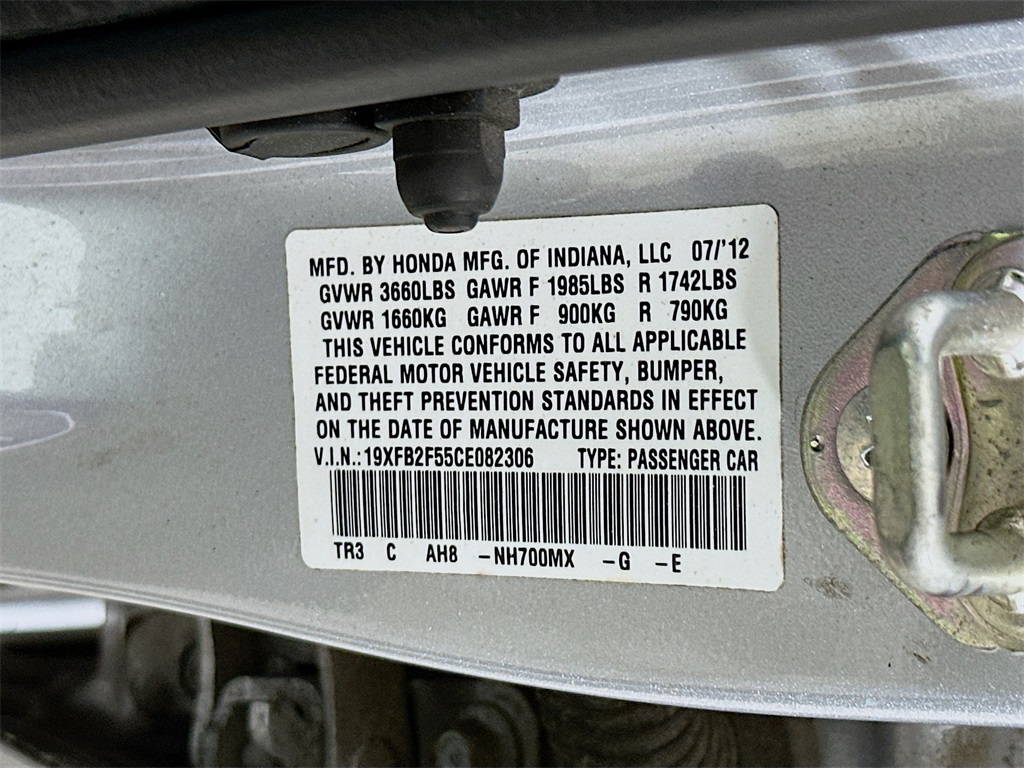 MFD. BY HONDA MFG. OF INDIANA, LLC 07/'12
GVWR 3660LBS GAWR F 1985LBS R 1742LBS
GVWR 1660KG GAWR F 900KG R 790KG
THIS VEHICLE CONFORMS TO ALL APPLICABLE
FEDERAL MOTOR VEHICLE SAFETY, BUMPER,
AND THEFT PREVENTION STANDARDS IN EFFECT
ON THE DATE OF MANUFACTURE SHOWN ABOVE.
V.I.N.:19XFB2F55CE082306 TYPE: PASSENGER CAR
TR3 C AH8 -NH700MX -G -E